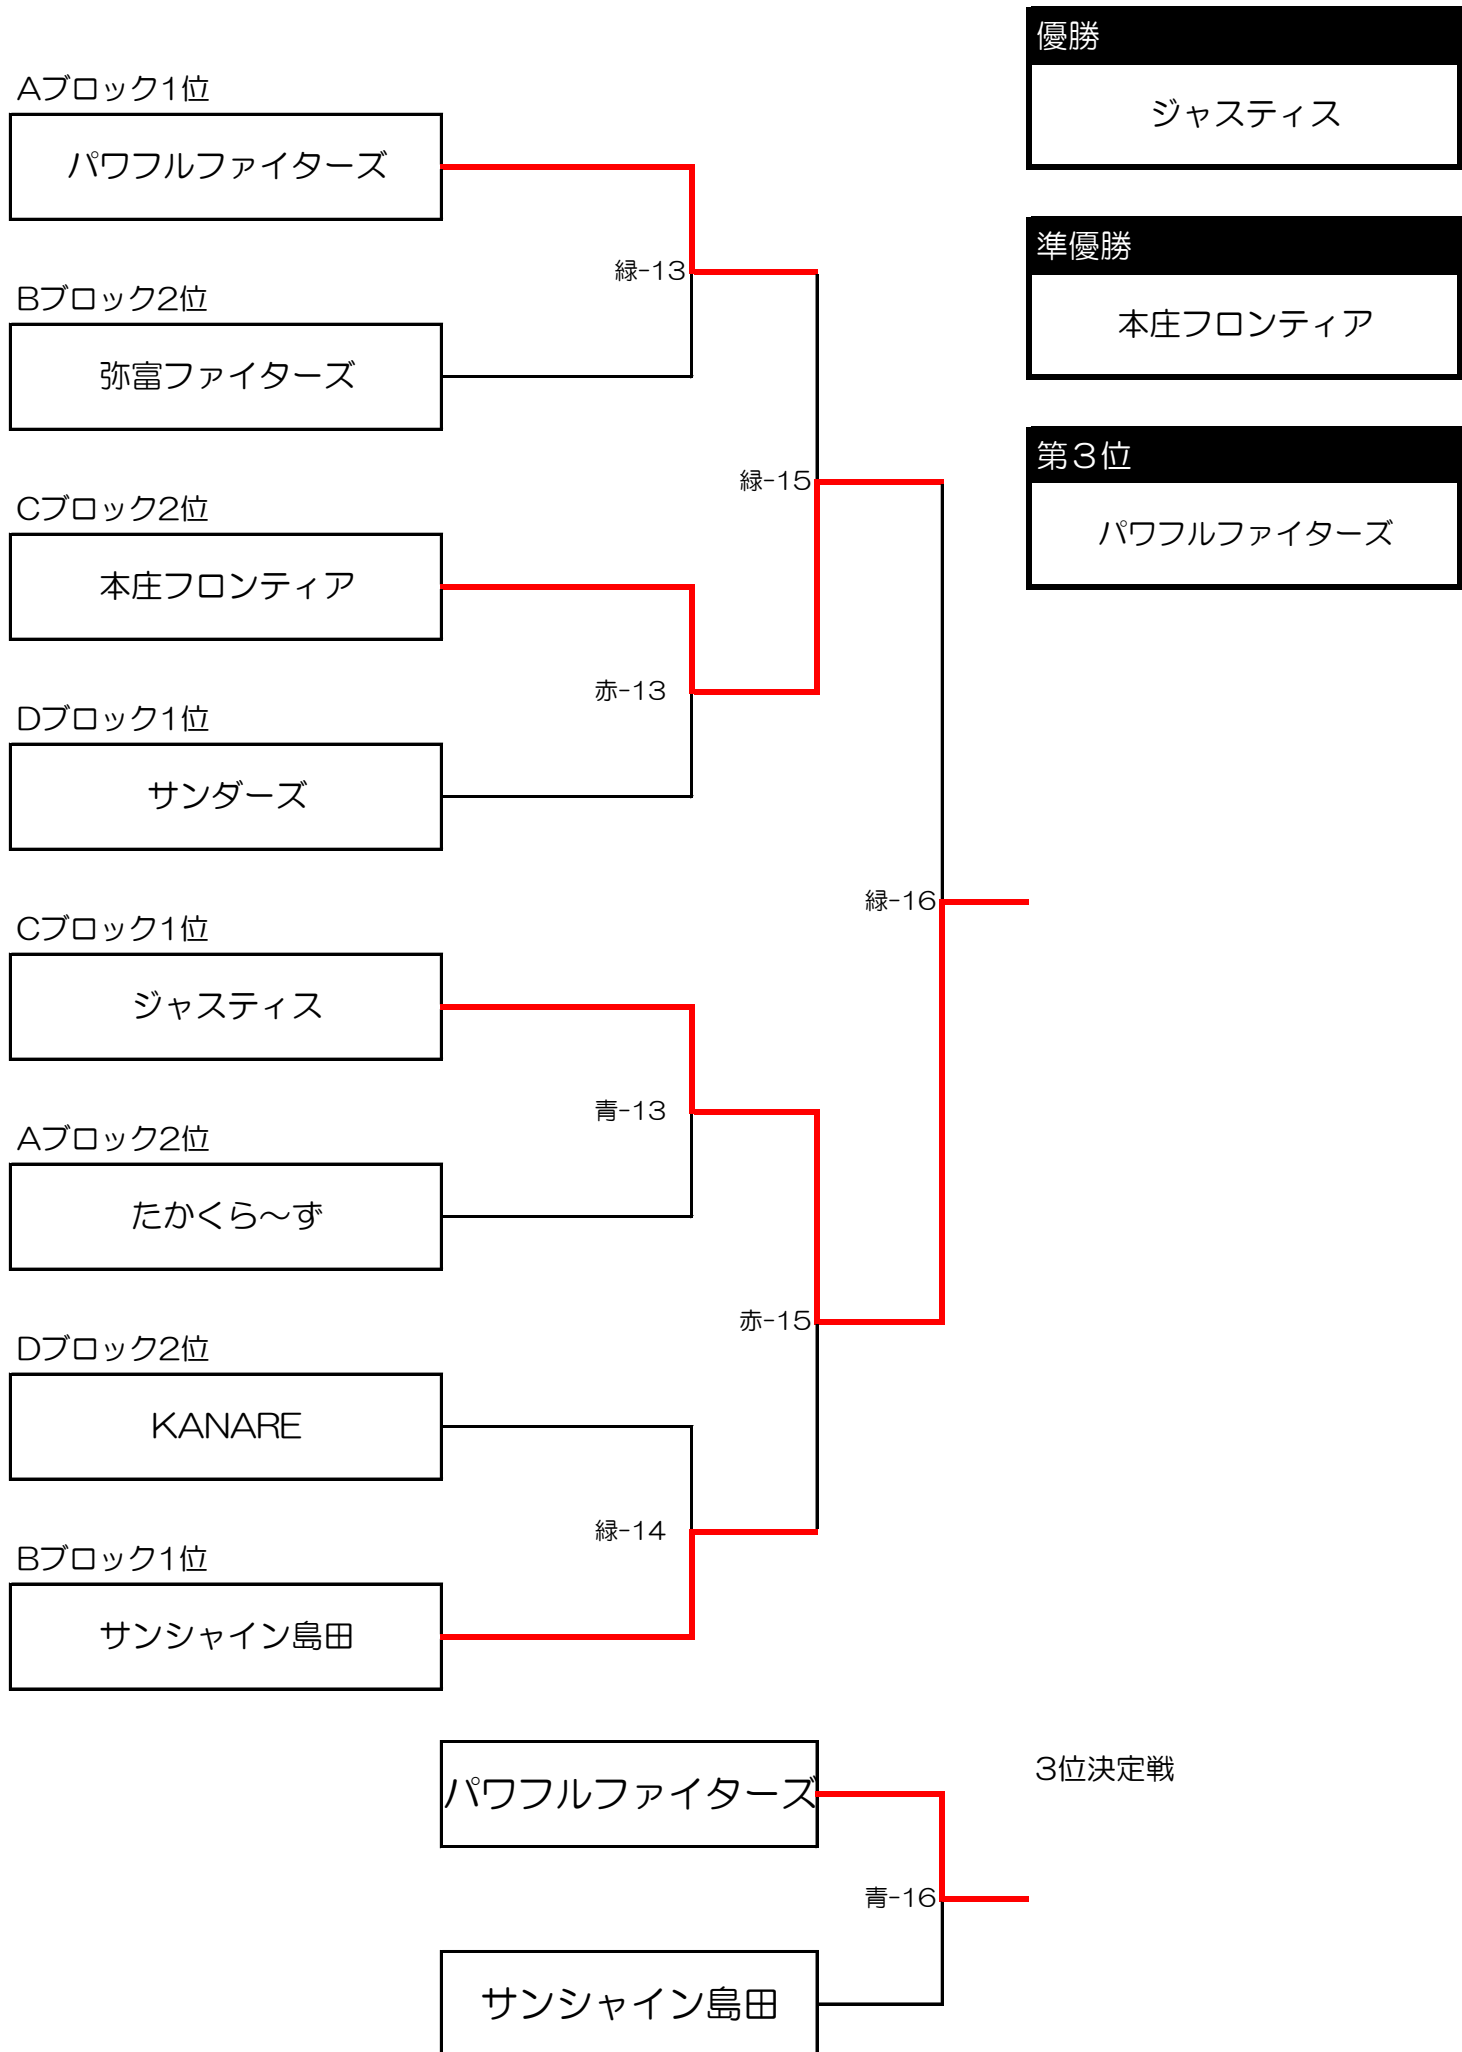 優勝
ジャスティス
準優勝
本庄フロンティア
第3位
パワフルファイターズ
Aブロック1位
パワフルファイターズ
緑-13
Bブロック2位
弥富ファイターズ
緑-15
Cブロック2位
本庄フロンティア
赤-13
Dブロック1位
サンダーズ
緑-16
Cブロック1位
ジャスティス
青-13
Aブロック2位
たかくら～ず
赤-15
Dブロック2位
KANARE
緑-14
Bブロック1位
サンシャイン島田
3位決定戦
パワフルファイターズ
青-16
サンシャイン島田